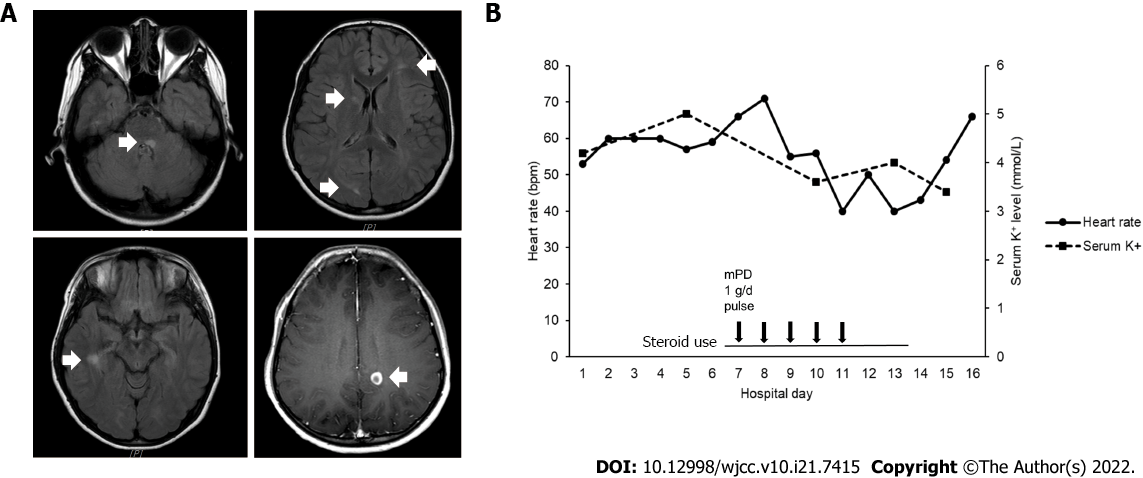 A
B
[P]
[P]
80
70
60
50
40
30
20
10
0
Heart rate (bpm)
6
5
4
3
2
1
0
Serum K+ level (mmol/L)
Heart rate
Serum K+
mPD
1 g/d
pulse
Steroid use
1 2 3 4 5 6 7 8 9 10 11 12 13 14 15 16
Hospital day
DOI: 10.12998/wjcc.v10.i21.7415 Copyright ©The Author(s) 2022.